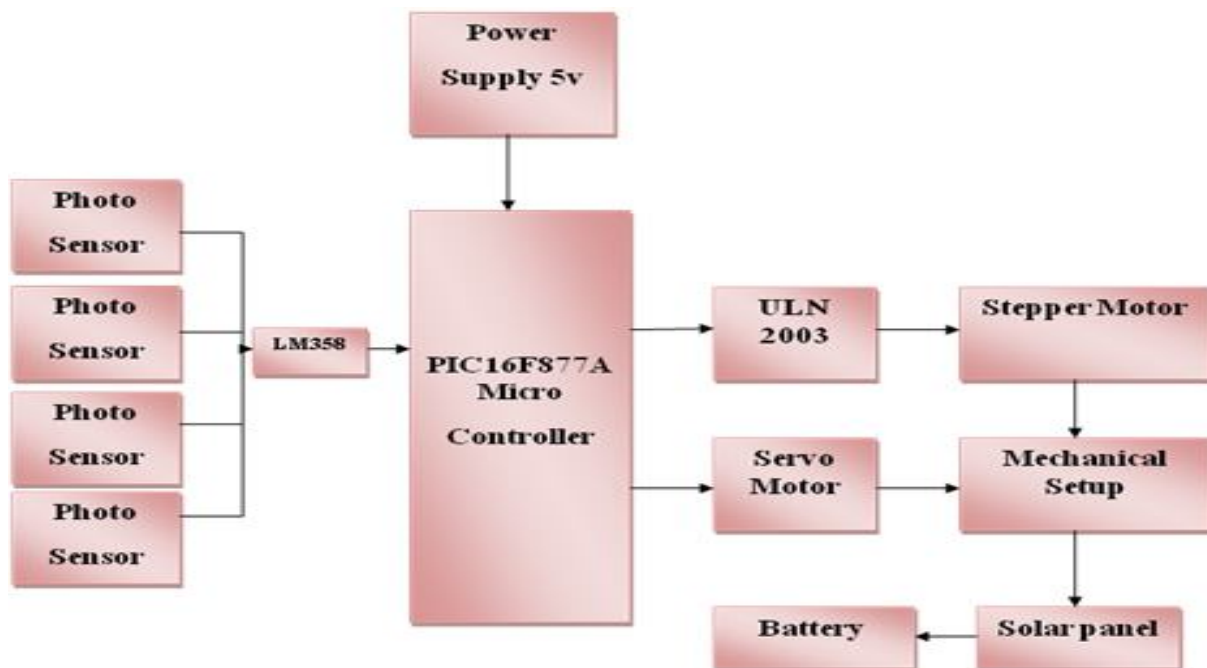 Power
Supply 5v
Photo
Sensor
Photo
Sensor
Photo
Sensor
Photo
Sensor
LM358
PIC16F877A
Micro
Controller
ULN
2003
Stepper Motor
Servo
Motor
Mechanical
Setup
Battery
Solar panel